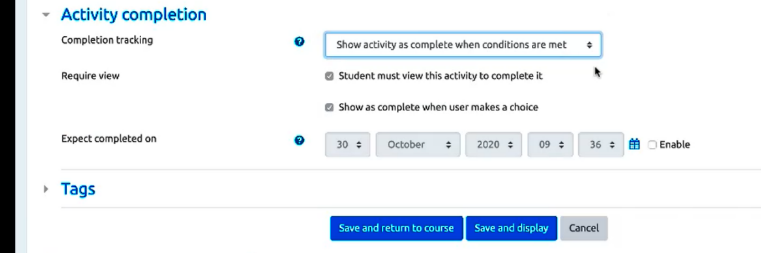 Activity completion
Completion tracking
Show activity as complete when conditions are met
Require view
Student must view this activity to complete it
Show as complete when user makes a choice
Expect completed on
30 October 2020 09 36 Enable
Tags
Save and return to course Save and display Cancel